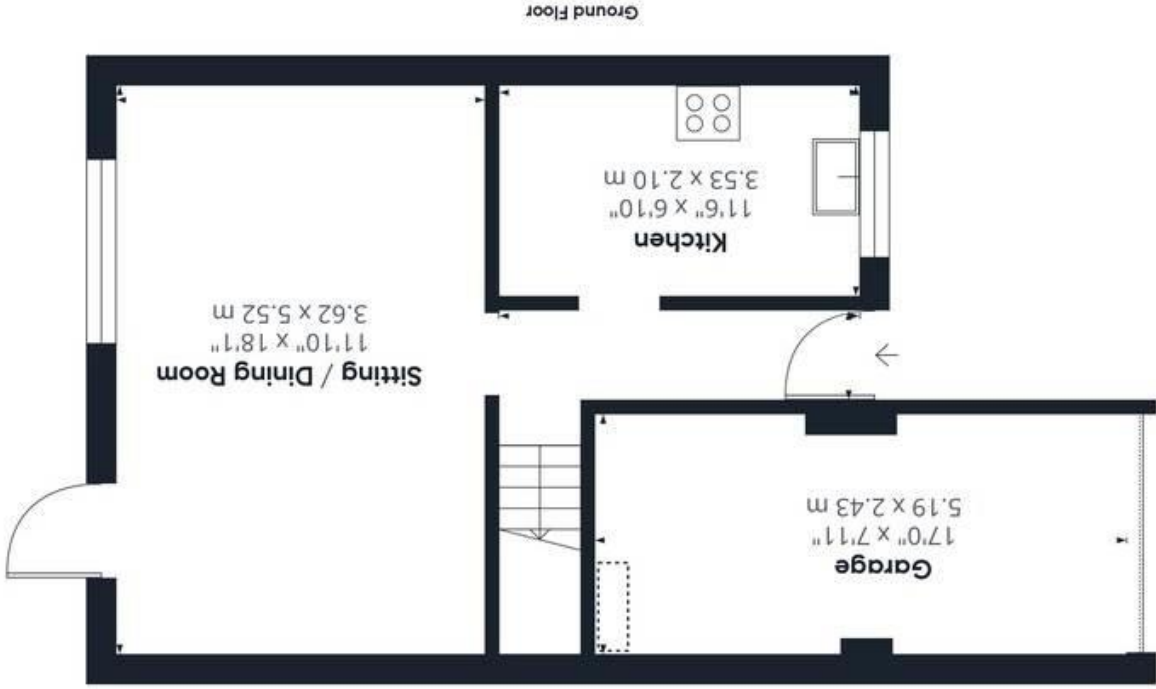 Garage
17'0" x 7'11"
5.19 x 2.43 m
Sitting / Dining Room
11'10" x 18'1"
3.62 x 5.52 m
Kitchen
11'6" x 6'10"
3.53 x 2.10 m
Ground Floor